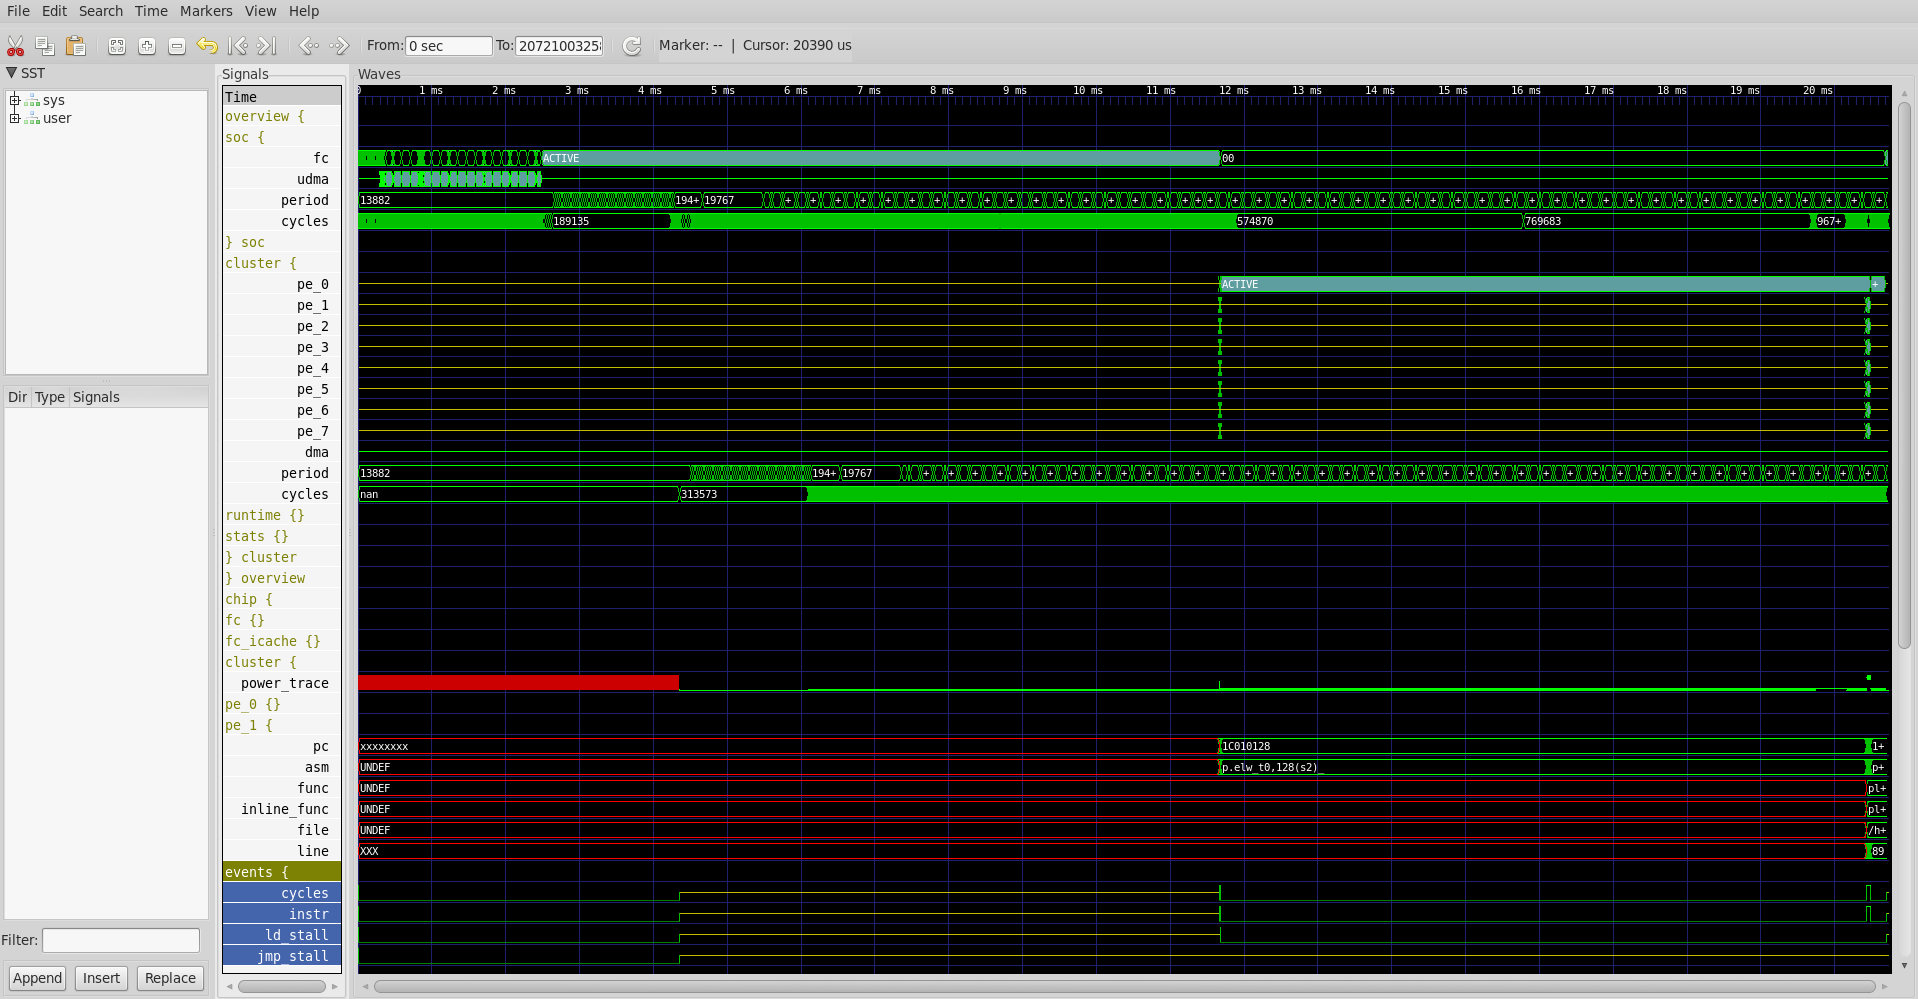 File Edit Search Time Markers View Help
From: 0 sec To: 2072100325 Marker: -- | Cursor: 20390 us
SST
sys
user
Dir Type Signals
Filter:
Append Insert Replace
Signals
Time
overview {
soc {
fc
udma
period
cycles
} soc
cluster {
pe_0
pe_1
pe_2
pe_3
pe_4
pe_5
pe_6
pe_7
dma
period
cycles
runtime {}
stats {}
} cluster
} overview
chip {
fc {}
fc_icache {}
cluster {
power_trace
pe_0 {}
pe_1 {
pc
asm
func
inline_func
file
line
events {
cycles
instr
ld_stall
jmp_stall
Waves
0 1 ms 2 ms 3 ms 4 ms 5 ms 6 ms 7 ms 8 ms 9 ms 10 ms 11 ms 12 ms 13 ms 14 ms 15 ms 16 ms 17 ms 18 ms 19 ms 20 ms
ACTIVE 00
13882 194+ 19767
189135 574870 769683 967+
ACTIVE +
13882 194+ 19767
nan 313573
xxxxxxxx 1C010128 1+
UNDEF p.elw_t0,128(s2)_ p+
UNDEF pl+
UNDEF pl+
UNDEF /h+
XXX 89